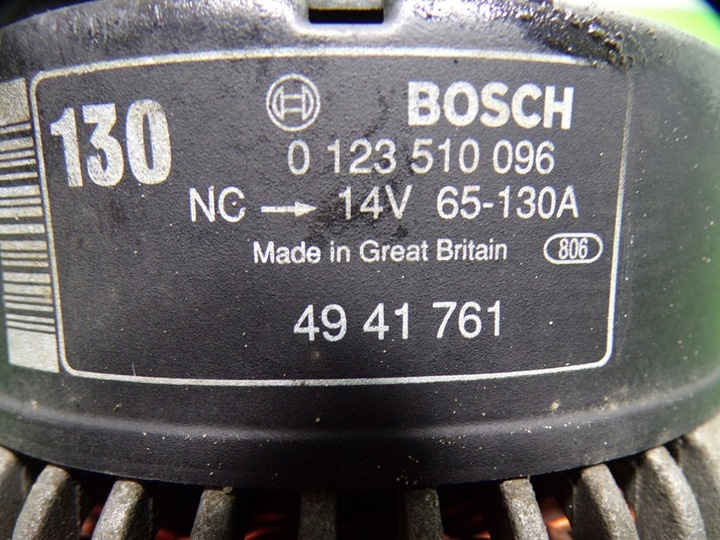 130
BOSCH
0 123 510 096
NC → 14V 65-130A
Made in Great Britain 806
49 41 761